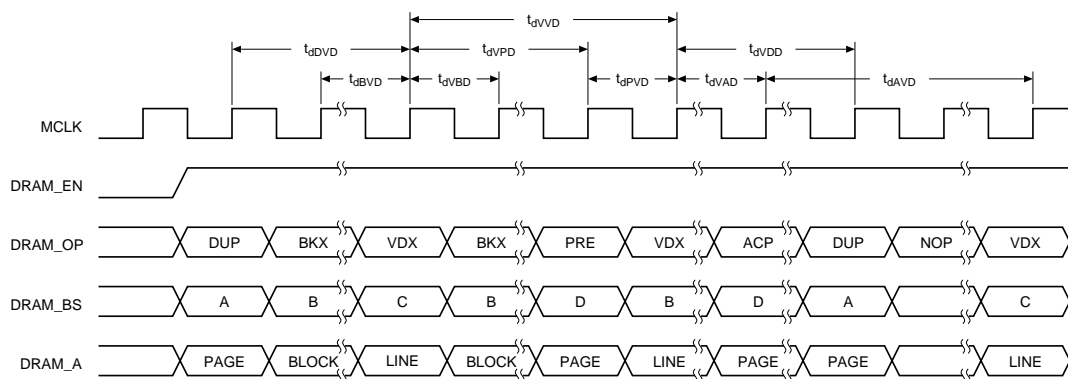 tdVVD
tdDVD tdVPD tdVDD
tdBVD tdVBD tdPVD tdVAD tdAVD
MCLK
DRAM_EN
DRAM_OP DUP BKX VDX BKX PRE VDX ACP DUP NOP VDX
DRAM_BS A B C B D B D A C
DRAM_A PAGE BLOCK LINE BLOCK PAGE LINE PAGE PAGE LINE